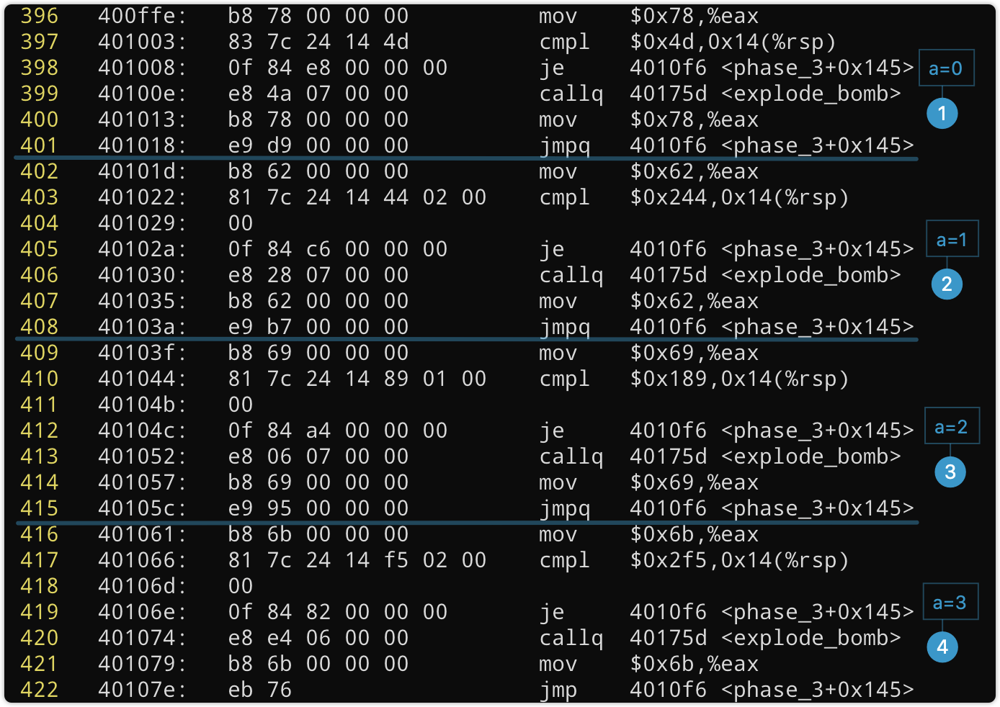 396 400ffe: b8 78 00 00 00 mov $0x78,%eax
397 401003: 83 7c 24 14 4d cmpl $0x4d,0x14(%rsp)
398 401008: 0f 84 e8 00 00 00 je 4010f6 <phase_3+0x145> a=0
399 40100e: e8 4a 07 00 00 callq 40175d <explode_bomb>
1
400 401013: b8 78 00 00 00 mov $0x78,%eax
401 401018: e9 d9 00 00 00 jmpq 4010f6 <phase_3+0x145>
402 40101d: b8 62 00 00 00 mov $0x62,%eax
403 401022: 81 7c 24 14 44 02 00 cmpl $0x244,0x14(%rsp)
404 401029: 00
405 40102a: 0f 84 c6 00 00 00 je 4010f6 <phase_3+0x145> a=1
406 401030: e8 28 07 00 00 callq 40175d <explode_bomb>
2
407 401035: b8 62 00 00 00 mov $0x62,%eax
408 40103a: e9 b7 00 00 00 jmpq 4010f6 <phase_3+0x145>
409 40103f: b8 69 00 00 00 mov $0x69,%eax
410 401044: 81 7c 24 14 89 01 00 cmpl $0x189,0x14(%rsp)
411 40104b: 00
412 40104c: 0f 84 a4 00 00 00 je 4010f6 <phase_3+0x145> a=2
413 401052: e8 06 07 00 00 callq 40175d <explode_bomb>
3
414 401057: b8 69 00 00 00 mov $0x69,%eax
415 40105c: e9 95 00 00 00 jmpq 4010f6 <phase_3+0x145>
416 401061: b8 6b 00 00 00 mov $0x6b,%eax
417 401066: 81 7c 24 14 f5 02 00 cmpl $0x2f5,0x14(%rsp)
418 40106d: 00
419 40106e: 0f 84 82 00 00 00 je 4010f6 <phase_3+0x145> a=3
420 401074: e8 e4 06 00 00 callq 40175d <explode_bomb>
4
421 401079: b8 6b 00 00 00 mov $0x6b,%eax
422 40107e: eb 76 jmp 4010f6 <phase_3+0x145>